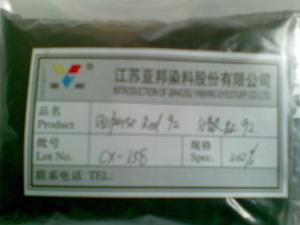 江苏亚邦染料股份有限公司
INTRODUCTION OF JIANGSU YABANG DYESTUFF CO., LTD.
品名 Disperse Red 92 分散红 92
Product
批号 CX-158 规格 200%
Lot No. Spec.
联系电话 TEL: